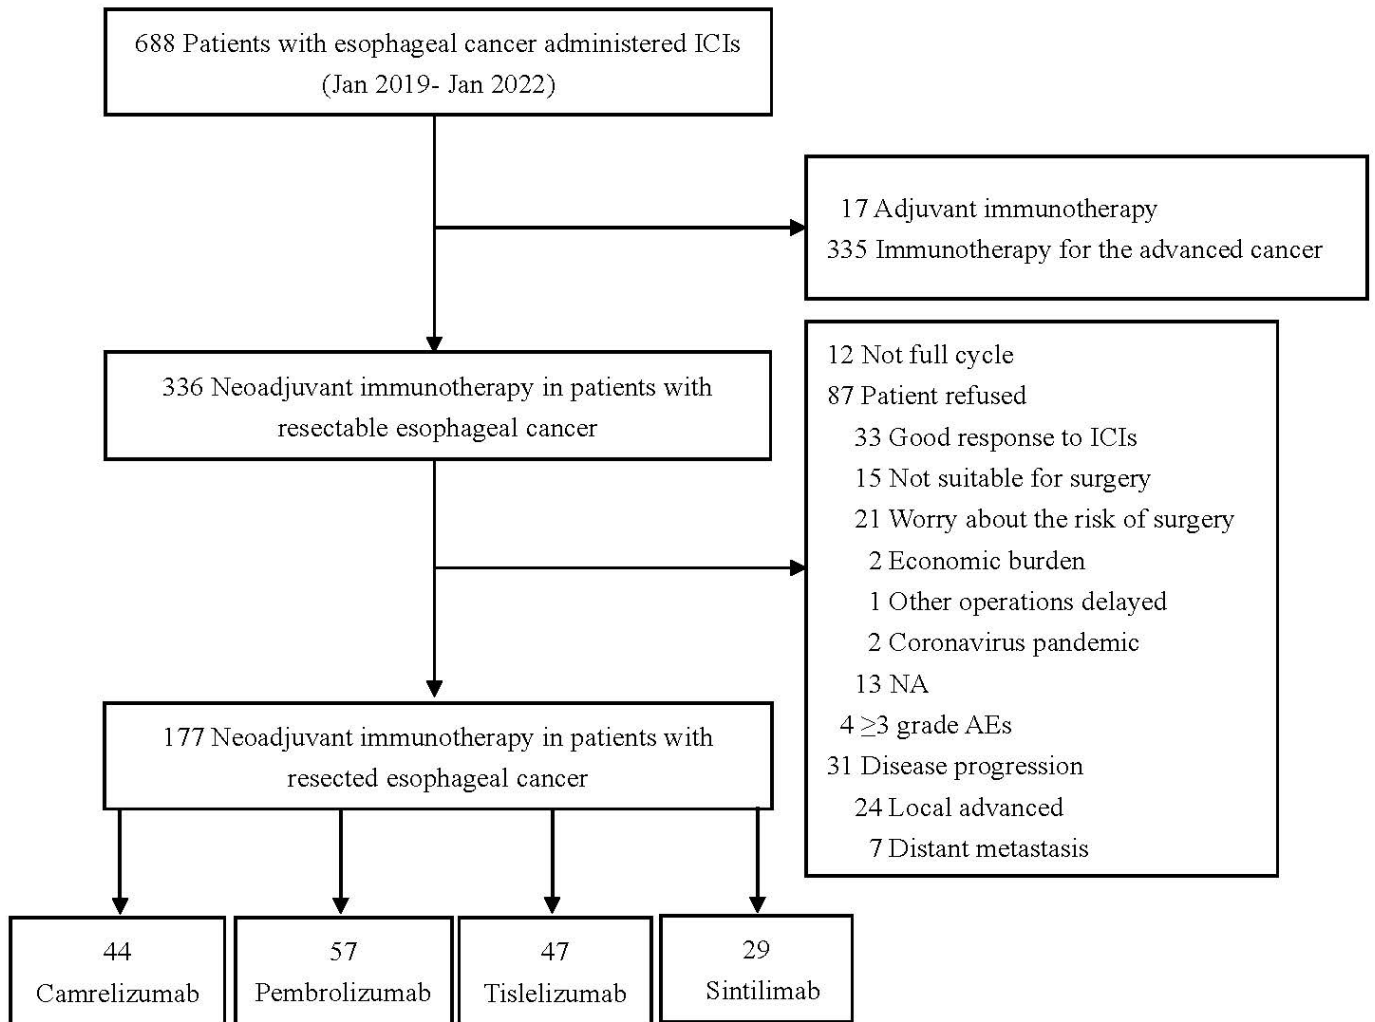 688 Patients with esophageal cancer administered ICIs
(Jan 2019- Jan 2022)
17 Adjuvant immunotherapy
335 Immunotherapy for the advanced cancer
336 Neoadjuvant immunotherapy in patients with
resectable esophageal cancer
12 Not full cycle
87 Patient refused
33 Good response to ICIs
15 Not suitable for surgery
21 Worry about the risk of surgery
2 Economic burden
1 Other operations delayed
2 Coronavirus pandemic
13 NA
4 ≥3 grade AEs
31 Disease progression
24 Local advanced
7 Distant metastasis
177 Neoadjuvant immunotherapy in patients with
resected esophageal cancer
44
Camrelizumab
57
Pembrolizumab
47
Tislelizumab
29
Sintilimab